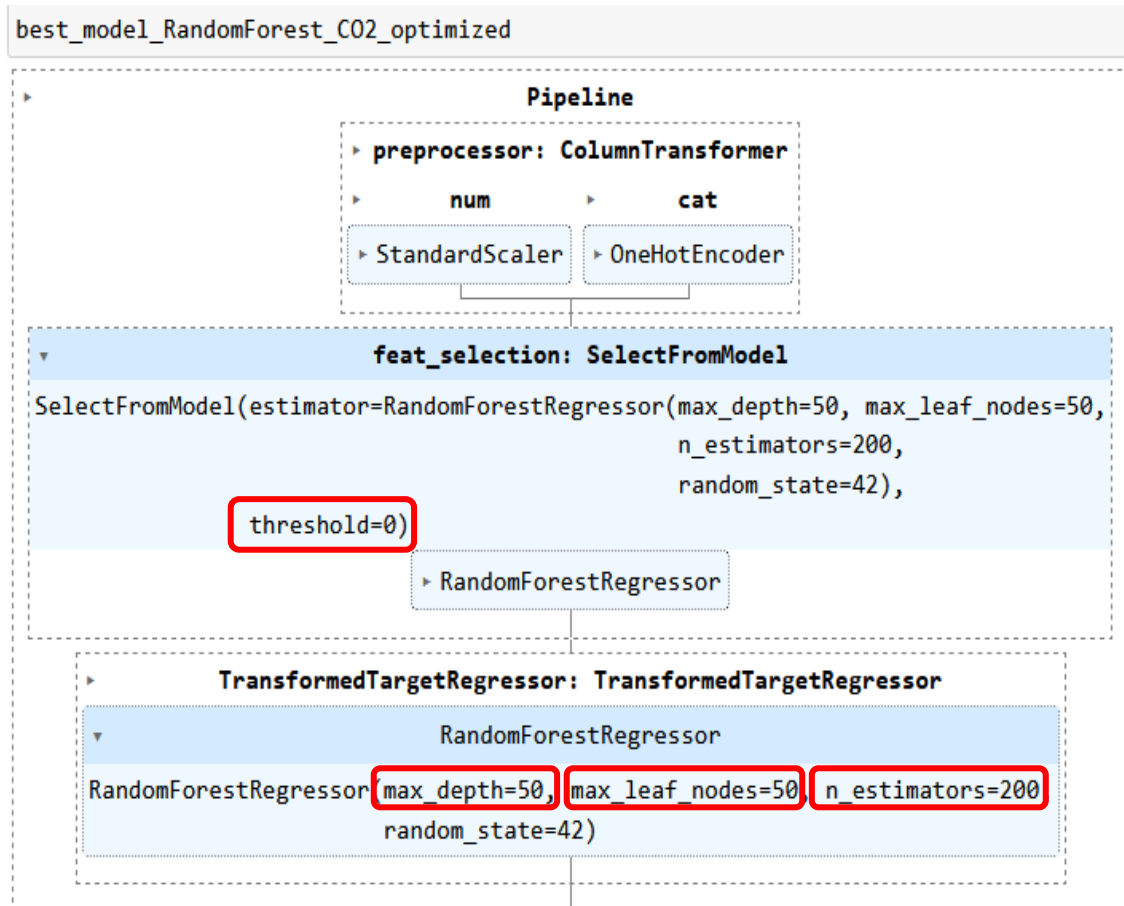 best_model_RandomForest_CO2_optimized
Pipeline
preprocessor: ColumnTransformer
num cat
StandardScaler OneHotEncoder
feat_selection: SelectFromModel
SelectFromModel(estimator=RandomForestRegressor(max_depth=50, max_leaf_nodes=50,
n_estimators=200,
random_state=42),
threshold=0)
RandomForestRegressor
TransformedTargetRegressor: TransformedTargetRegressor
RandomForestRegressor
RandomForestRegressor(max_depth=50, max_leaf_nodes=50, n_estimators=200
random_state=42)